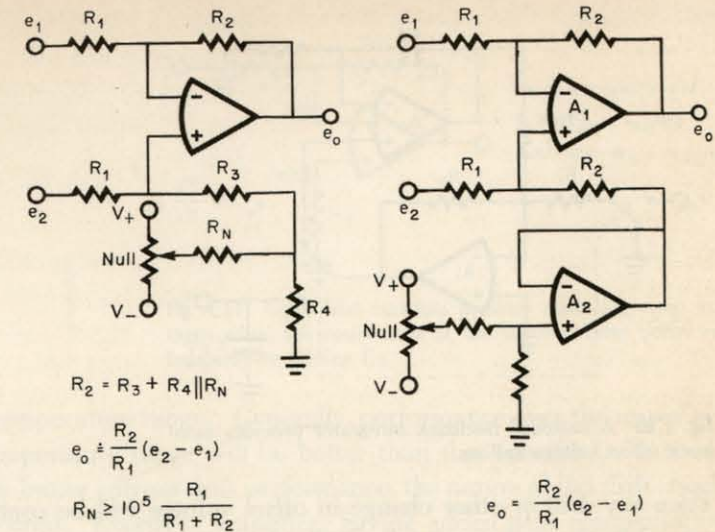 e1 R1 R2
- +
eo
e2 R1 R3
V+
RN
Null
V-
R4
R2 = R3 + R4||RN
eo ≐ R2/R1 (e2 - e1)
RN ≥ 10^5 R1/(R1 + R2)
e1 R1 R2
- A1 +
eo
e2 R1 R2
V+
- A2 +
Null
V-
eo = R2/R1 (e2 - e1)